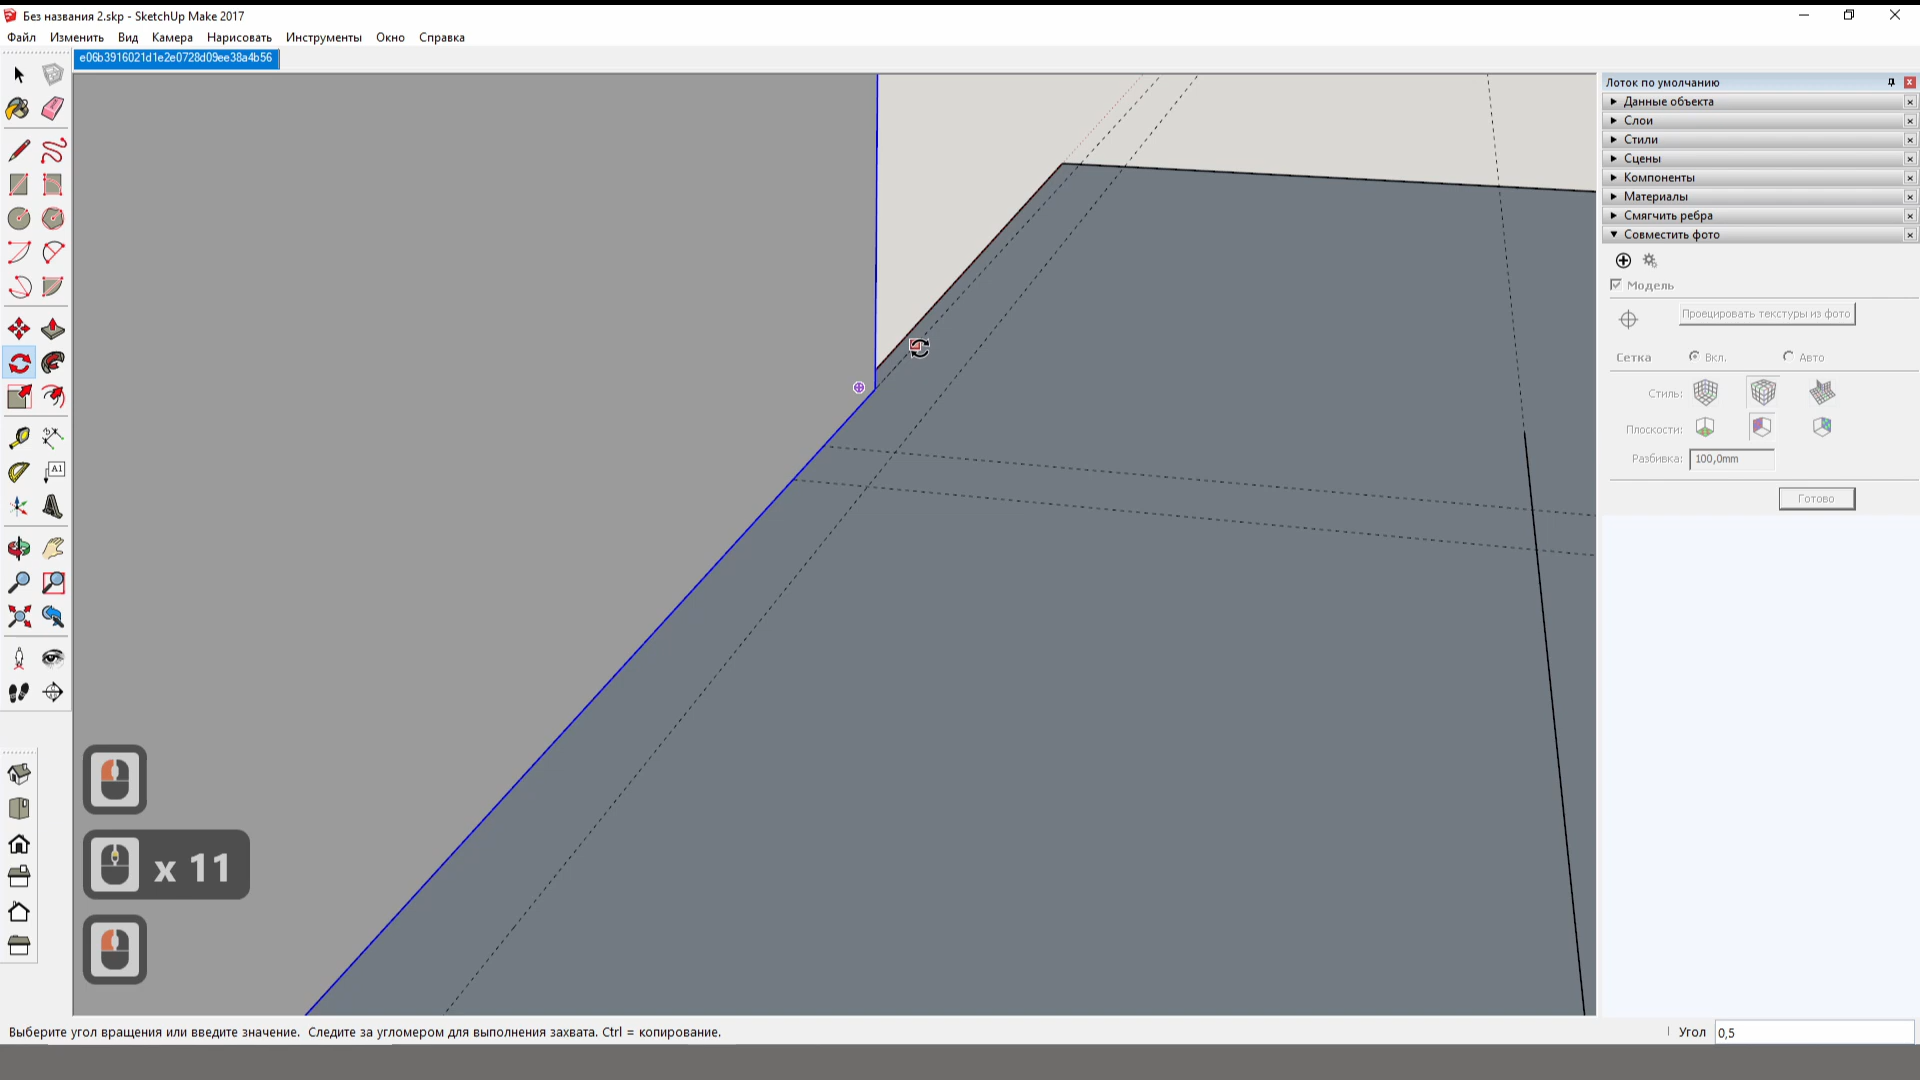 Без названия 2.skp - SketchUp Make 2017
Файл Изменить Вид Камера Нарисовать Инструменты Окно Справка
e06b3916021d1e2e0728d09ee38a4b56
Лоток по умолчанию
Данные объекта
Слои
Стили
Сцены
Компоненты
Материалы
Смягчить ребра
Совместить фото
Модель
Проецировать текстуры из фото
Сетка Вкл. Авто
Стиль:
Плоскости:
Разбивка: 100,0mm
Готово
A1
x 11
Выберите угол вращения или введите значение. Следите за угломером для выполнения захвата. Ctrl = копирование.
Угол 0,5